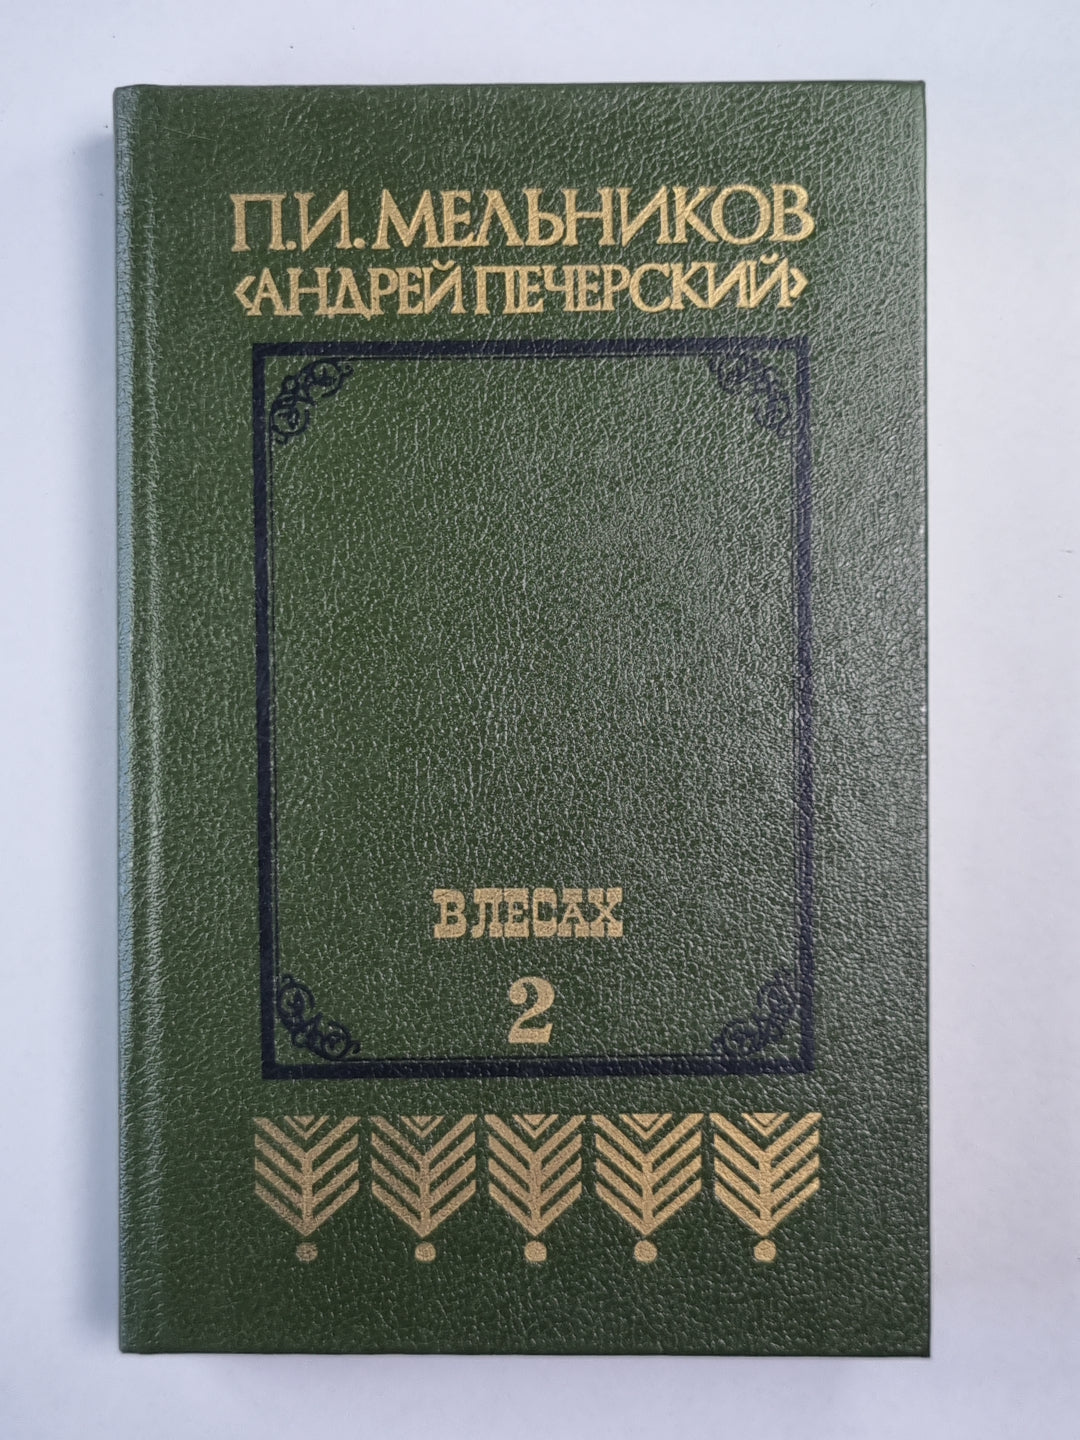 П.И.МЕЛЬНИКОВ
‹АНДРЕЙ ПЕЧЕРСКИЙ›
В ЛЕСАХ
2